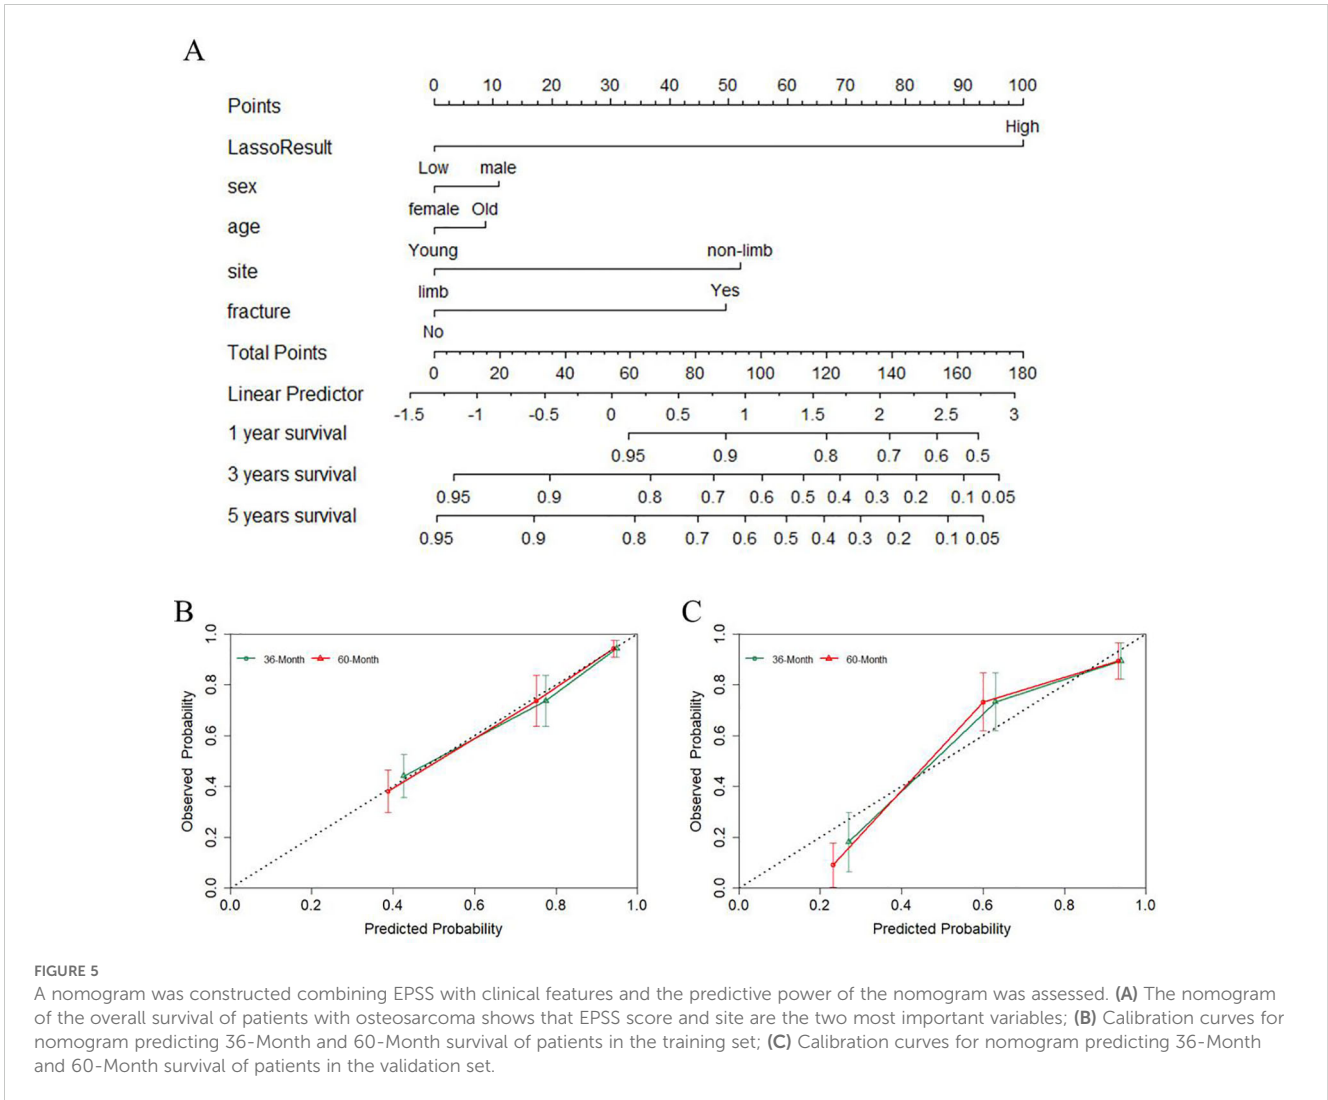 A
0 10 20 30 40 50 60 70 80 90 100
Points
High
LassoResult
Low male
sex
female Old
age
Young non-limb
site
limb Yes
fracture
No
Total Points
0 20 40 60 80 100 120 140 160 180
Linear Predictor
-1.5 -1 -0.5 0 0.5 1 1.5 2 2.5 3
1 year survival
0.95 0.9 0.8 0.7 0.6 0.5
3 years survival
0.95 0.9 0.8 0.7 0.6 0.5 0.4 0.3 0.2 0.1 0.05
5 years survival
0.95 0.9 0.8 0.7 0.6 0.5 0.4 0.3 0.2 0.1 0.05
B
36-Month 60-Month
Observed Probability
1.0
0.8
0.6
0.4
0.2
0.0
0.0 0.2 0.4 0.6 0.8 1.0
Predicted Probability
C
36-Month 60-Month
Observed Probability
1.0
0.8
0.6
0.4
0.2
0.0
0.0 0.2 0.4 0.6 0.8 1.0
Predicted Probability
FIGURE 5
A nomogram was constructed combining EPSS with clinical features and the predictive power of the nomogram was assessed. (A) The nomogram
of the overall survival of patients with osteosarcoma shows that EPSS score and site are the two most important variables; (B) Calibration curves for
nomogram predicting 36-Month and 60-Month survival of patients in the training set; (C) Calibration curves for nomogram predicting 36-Month
and 60-Month survival of patients in the validation set.